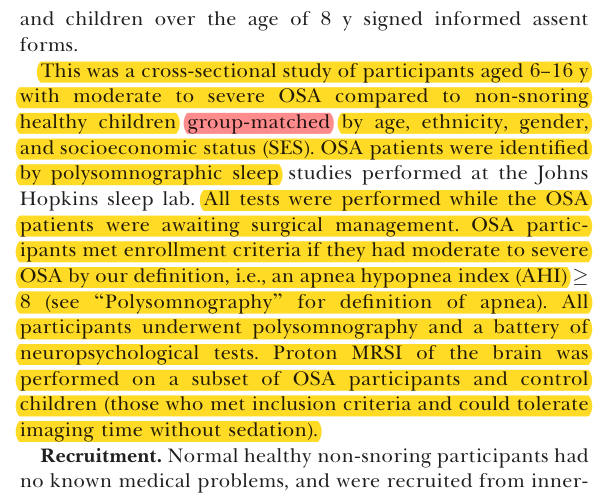 and children over the age of 8 y signed informed assent
forms.
This was a cross-sectional study of participants aged 6–16 y
with moderate to severe OSA compared to non-snoring
healthy children group-matched by age, ethnicity, gender,
and socioeconomic status (SES). OSA patients were identified
by polysomnographic sleep studies performed at the Johns
Hopkins sleep lab. All tests were performed while the OSA
patients were awaiting surgical management. OSA partic-
ipants met enrollment criteria if they had moderate to severe
OSA by our definition, i.e., an apnea hypopnea index (AHI) ≥
8 (see “Polysomnography” for definition of apnea). All
participants underwent polysomnography and a battery of
neuropsychological tests. Proton MRSI of the brain was
performed on a subset of OSA participants and control
children (those who met inclusion criteria and could tolerate
imaging time without sedation).
Recruitment. Normal healthy non-snoring participants had
no known medical problems, and were recruited from inner-